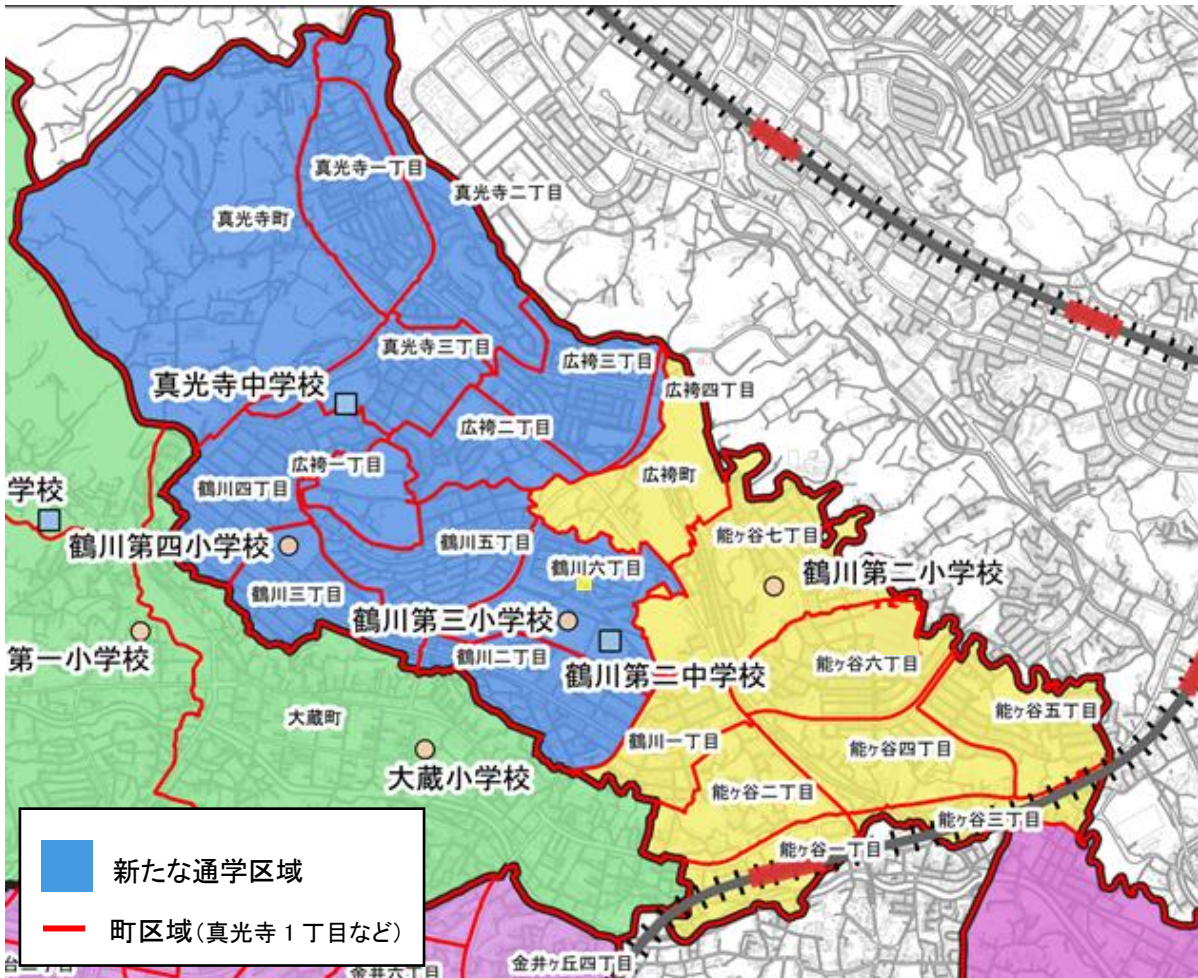 真光寺一丁目
真光寺二丁目
真光寺町
真光寺三丁目
広袴三丁目
広袴四丁目
真光寺中学校
広袴二丁目
広袴一丁目
広袴町
鶴川四丁目
学校
鶴川第四小学校
鶴川五丁目
能ヶ谷七丁目
鶴川六丁目
鶴川第二小学校
鶴川三丁目
鶴川第三小学校
第一小学校
鶴川二丁目
鶴川第二中学校
能ヶ谷六丁目
大蔵町
能ヶ谷五丁目
鶴川一丁目
能ヶ谷四丁目
大蔵小学校
能ヶ谷二丁目
能ヶ谷三丁目
能ヶ谷一丁目
新たな通学区域
町区域(真光寺1丁目など)
金井ヶ丘四丁目
金井六丁目